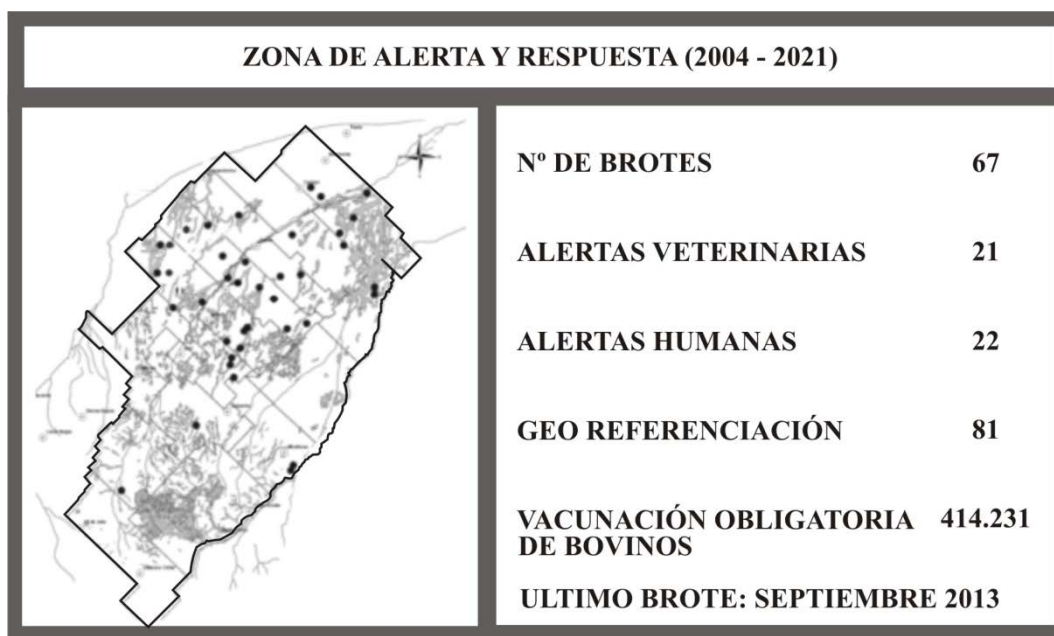 ZONA DE ALERTA Y RESPUESTA (2004 - 2021)
Nº DE BROTES 67
ALERTAS VETERINARIAS 21
ALERTAS HUMANAS 22
GEO REFERENCIACIÓN 81
VACUNACIÓN OBLIGATORIA 414.231
DE BOVINOS
ULTIMO BROTE: SEPTIEMBRE 2013